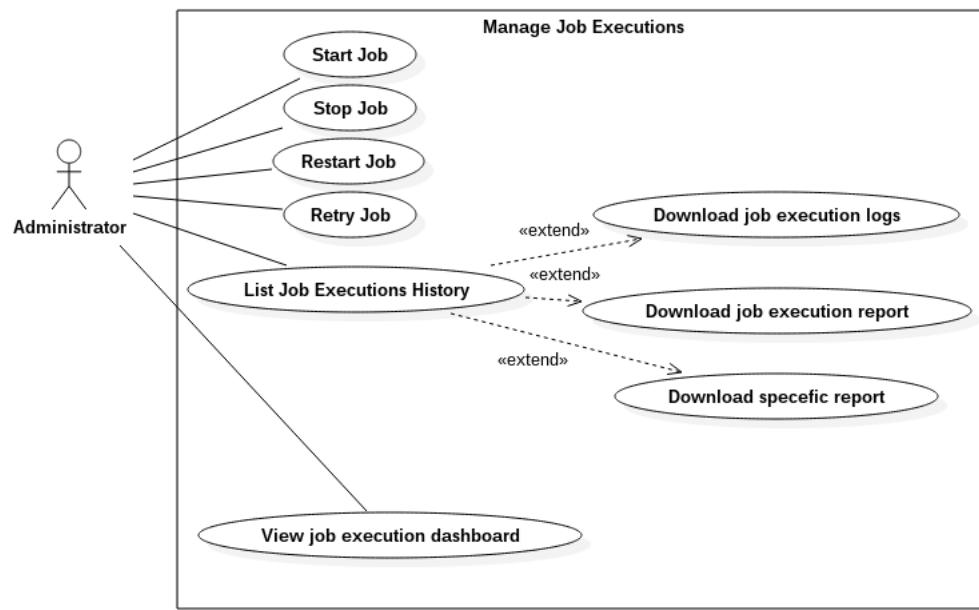 Manage Job Executions
Start Job
Stop Job
Restart Job
Retry Job
Administrator
Download job execution logs
«extend»
«extend»
List Job Executions History
Download job execution report
«extend»
Download specefic report
View job execution dashboard